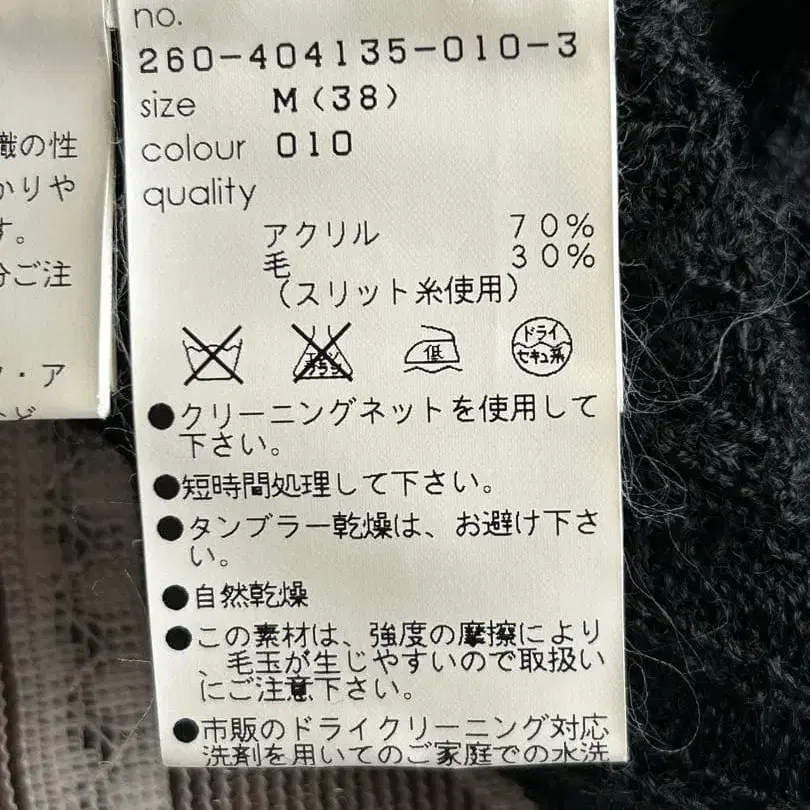 no.
260-404135-010-3
size M(38)
colour 010
quality
アクリル 70%
毛 30%
(スリット糸使用)
エンソサラシ
低
ドライ
セキユ系
●クリーニングネットを使用して
下さい。
●短時間処理して下さい。
●タンブラー乾燥は、お避け下さ
い。
●自然乾燥
●この素材は、強度の摩擦により
、毛玉が生じやすいので取扱い
にご注意下さい。
●市販のドライクリーニング対応
洗剤を用いてのご家庭での水洗
織の性
かりや
す。
分ご注
・ア